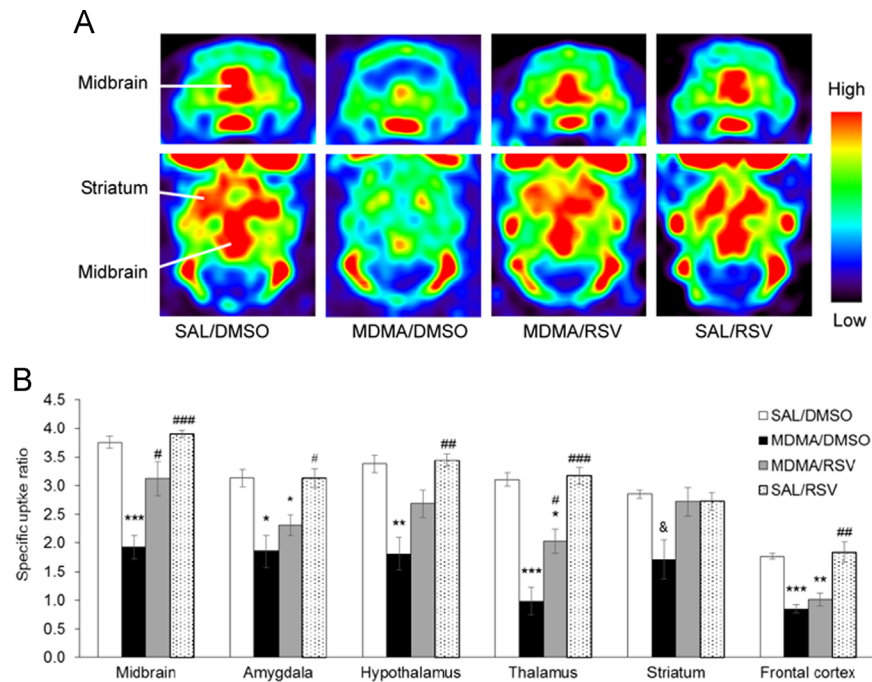 A
Midbrain
Striatum
Midbrain
High
Low
SAL/DMSO MDMA/DMSO MDMA/RSV SAL/RSV
B
Specific uptke ratio
4.5
4.0
3.5
3.0
2.5
2.0
1.5
1.0
0.5
0.0
SAL/DMSO
MDMA/DMSO
MDMA/RSV
SAL/RSV
***
#
###
*
*
#
**
##
***
#
*
###
&
***
**
##
Midbrain Amygdala Hypothalamus Thalamus Striatum Frontal cortex